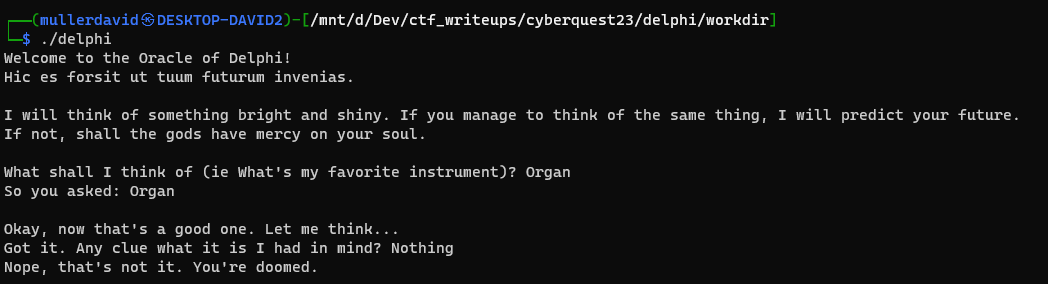 ┌──(mullerdavid㉿DESKTOP-DAVID2)-[/mnt/d/Dev/ctf_writeups/cyberquest23/delphi/workdir]
└─$ ./delphi
Welcome to the Oracle of Delphi!
Hic es forsit ut tuum futurum invenias.
I will think of something bright and shiny. If you manage to think of the same thing, I will predict your future.
If not, shall the gods have mercy on your soul.
What shall I think of (ie What's my favorite instrument)? Organ
So you asked: Organ
Okay, now that's a good one. Let me think...
Got it. Any clue what it is I had in mind? Nothing
Nope, that's not it. You're doomed.